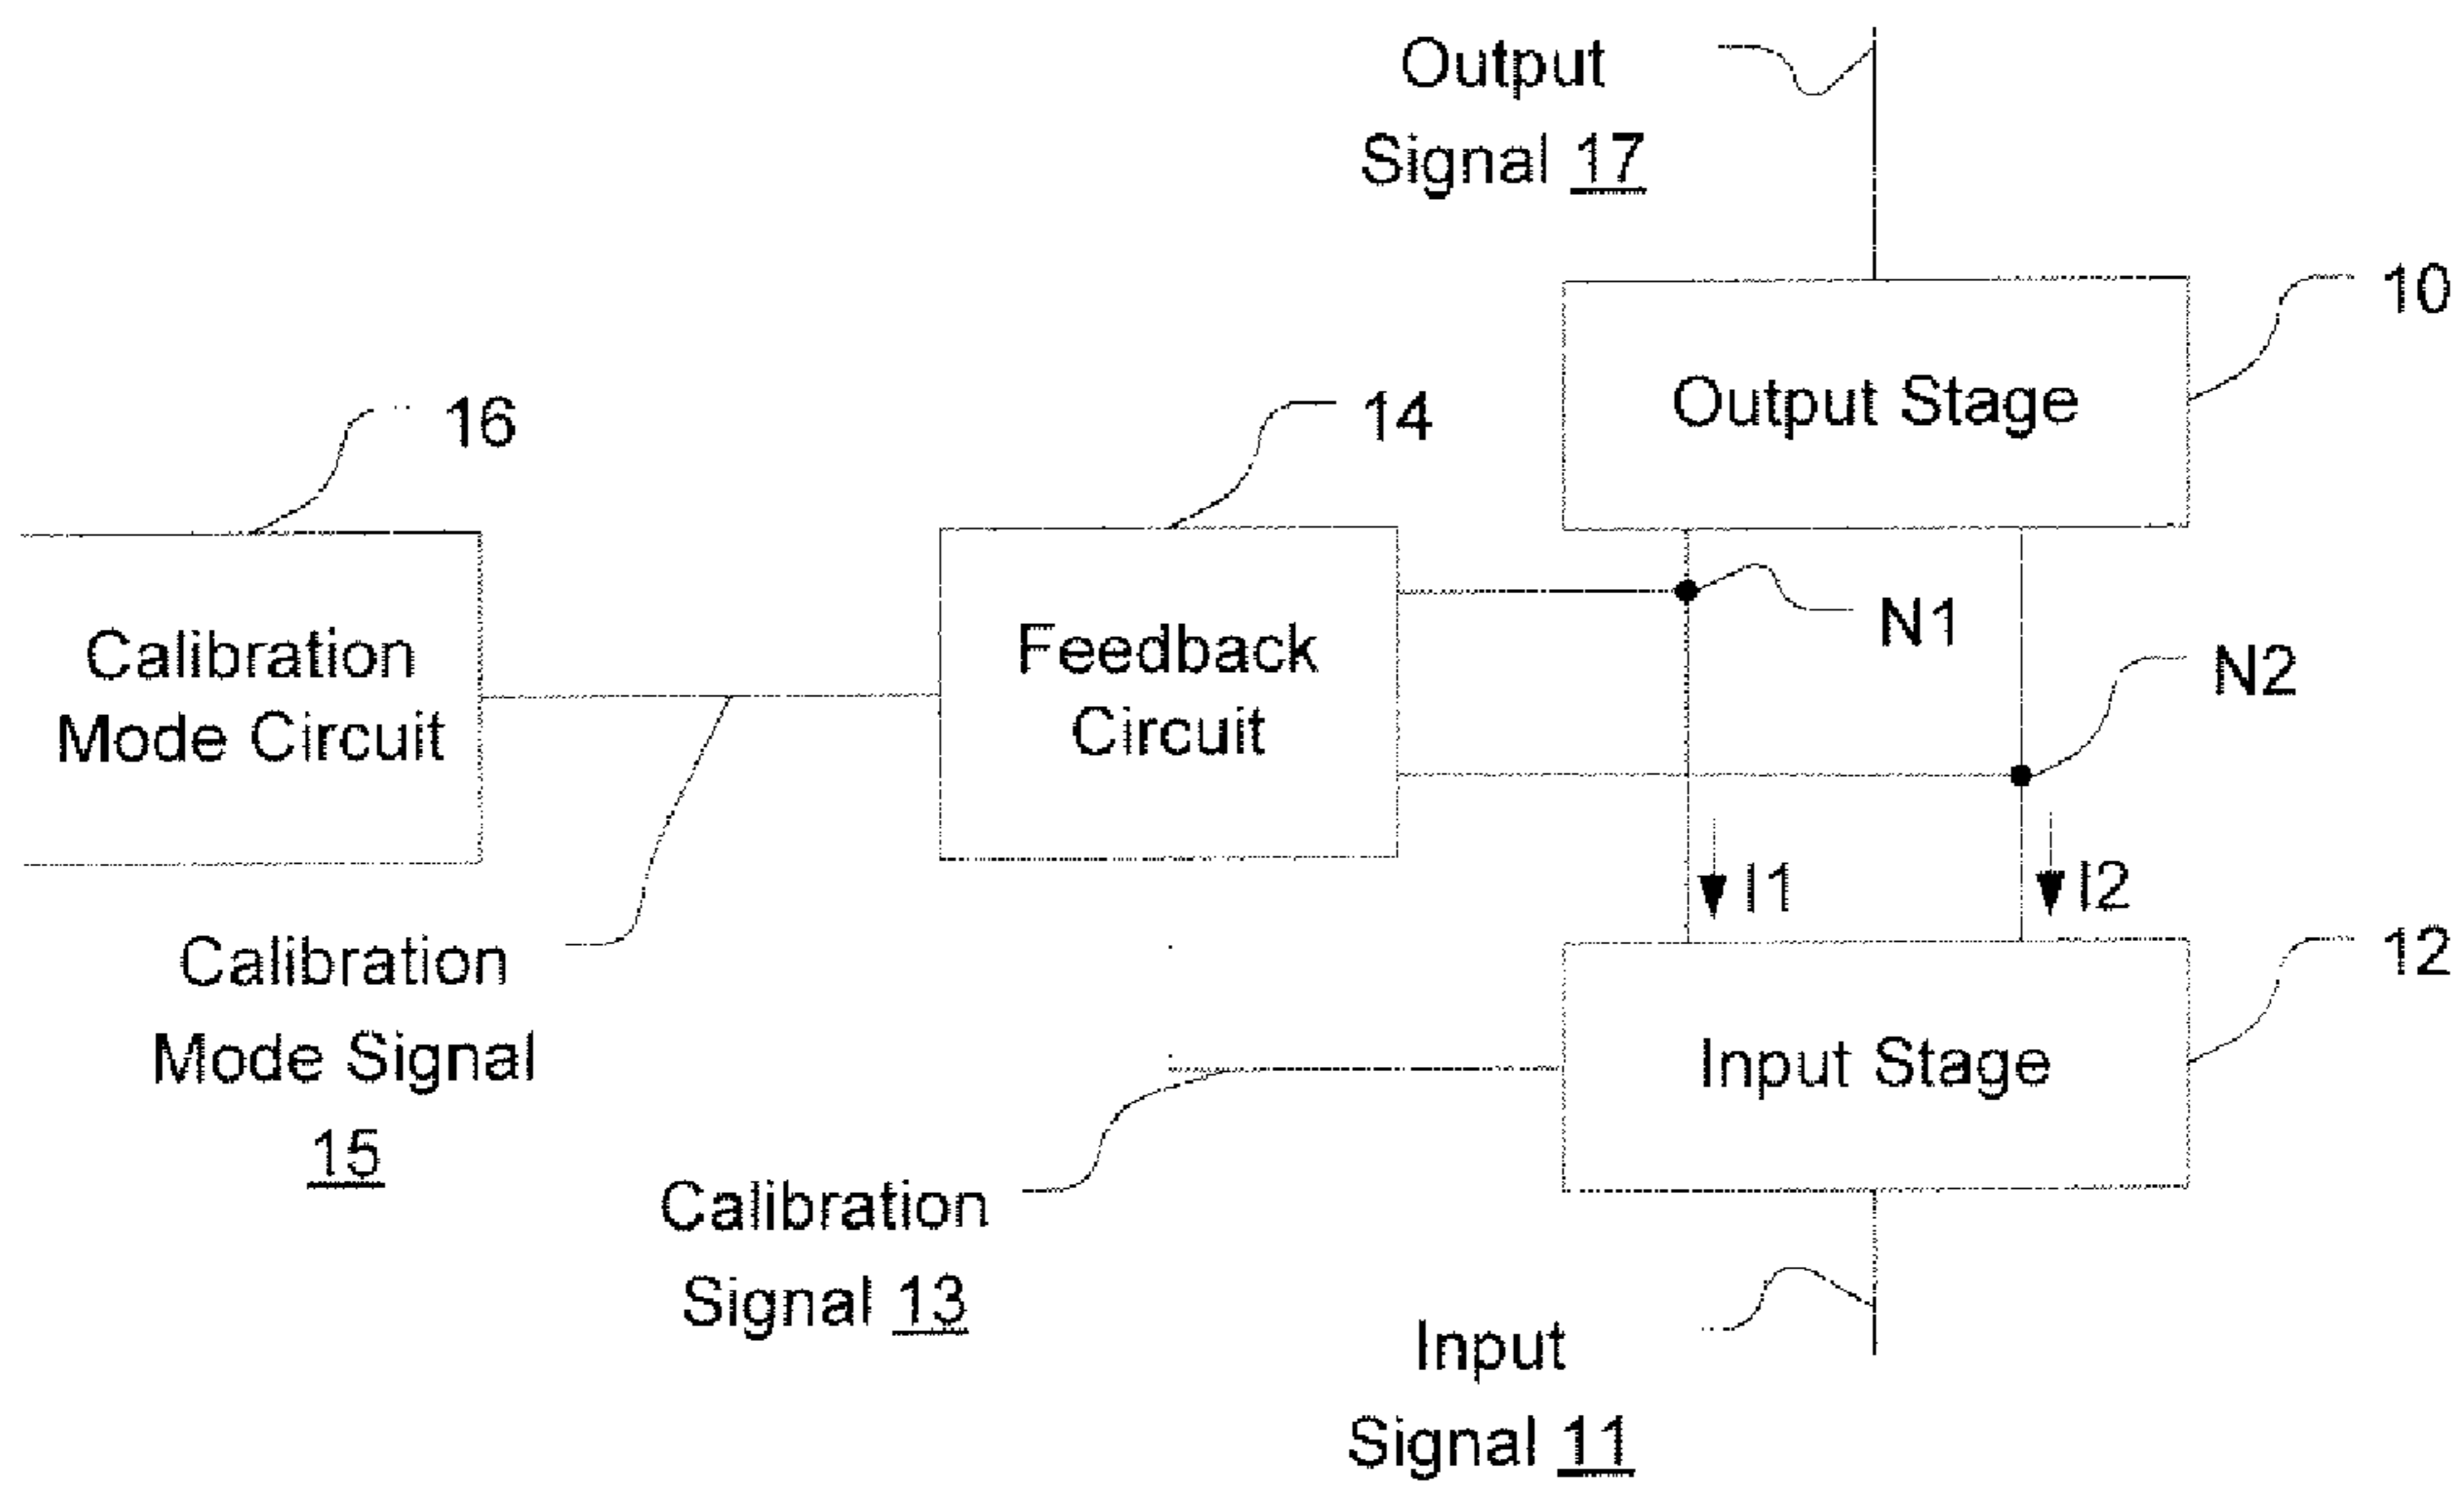 Output
Signal 17
10
Output Stage
16
14
Calibration
Mode Circuit
Feedback
Circuit
N1
N2
I1
I2
Calibration
Mode Signal
15
12
Input Stage
Calibration
Signal 13
Input
Signal 11